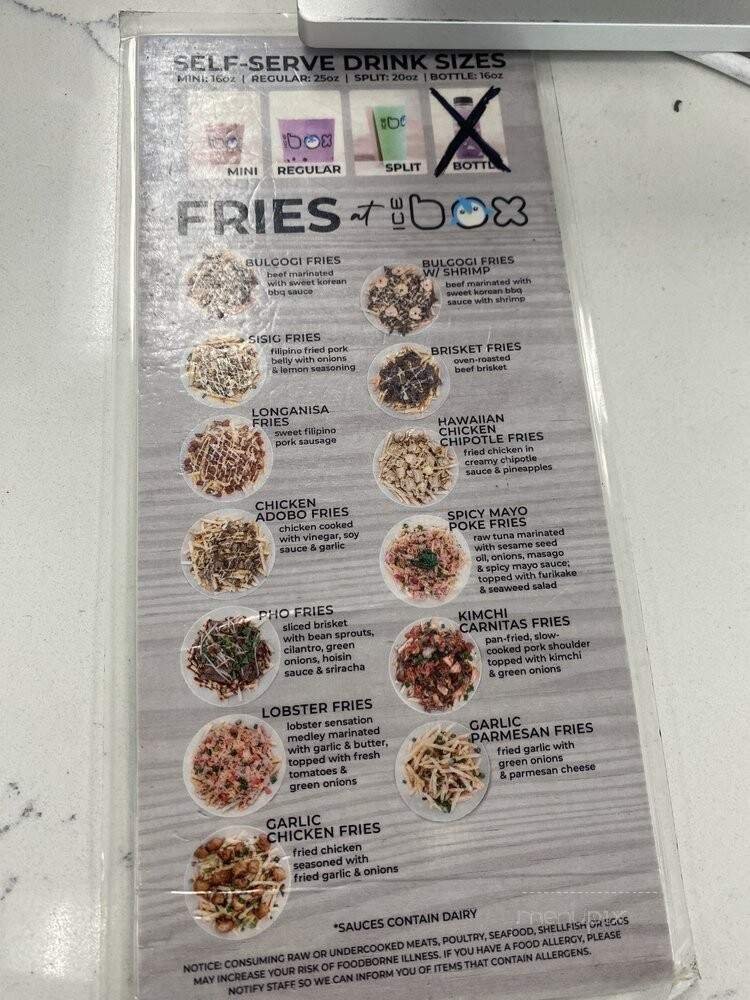 SELF-SERVE DRINK SIZES
MINI: 16oz | REGULAR: 25oz | SPLIT: 20oz | BOTTLE: 16oz
box
MINI
REGULAR
SPLIT
BOTTLE
FRIES at ICE box
BULGOGI FRIES
beef marinated
with sweet korean
bbq sauce
BULGOGI FRIES
W/ SHRIMP
beef marinated with
sweet korean bbq
sauce with shrimp
SISIG FRIES
filipino fried pork
belly with onions
& lemon seasoning
BRISKET FRIES
oven-roasted
beef brisket
LONGANISA
FRIES
sweet filipino
pork sausage
HAWAIIAN
CHICKEN
CHIPOTLE FRIES
fried chicken in
creamy chipotle
sauce & pineapples
CHICKEN
ADOBO FRIES
chicken cooked
with vinegar, soy
sauce & garlic
SPICY MAYO
POKE FRIES
raw tuna marinated
with sesame seed
oil, onions, masago
& spicy mayo sauce;
topped with furikake
& seaweed salad
PHO FRIES
sliced brisket
with bean sprouts,
cilantro, green
onions, hoisin
sauce & sriracha
KIMCHI
CARNITAS FRIES
pan-fried, slow-
cooked pork shoulder
topped with kimchi
& green onions
LOBSTER FRIES
lobster sensation
medley marinated
with garlic & butter,
topped with fresh
tomatoes &
green onions
GARLIC
PARMESAN FRIES
fried garlic with
green onions
& parmesan cheese
GARLIC
CHICKEN FRIES
fried chicken
seasoned with
fried garlic & onions
*SAUCES CONTAIN DAIRY
NOTICE: CONSUMING RAW OR UNDERCOOKED MEATS, POULTRY, SEAFOOD, SHELLFISH OR EGGS
MAY INCREASE YOUR RISK OF FOODBORNE ILLNESS. IF YOU HAVE A FOOD ALLERGY, PLEASE
NOTIFY STAFF SO WE CAN INFORM YOU OF ITEMS THAT CONTAIN ALLERGENS.